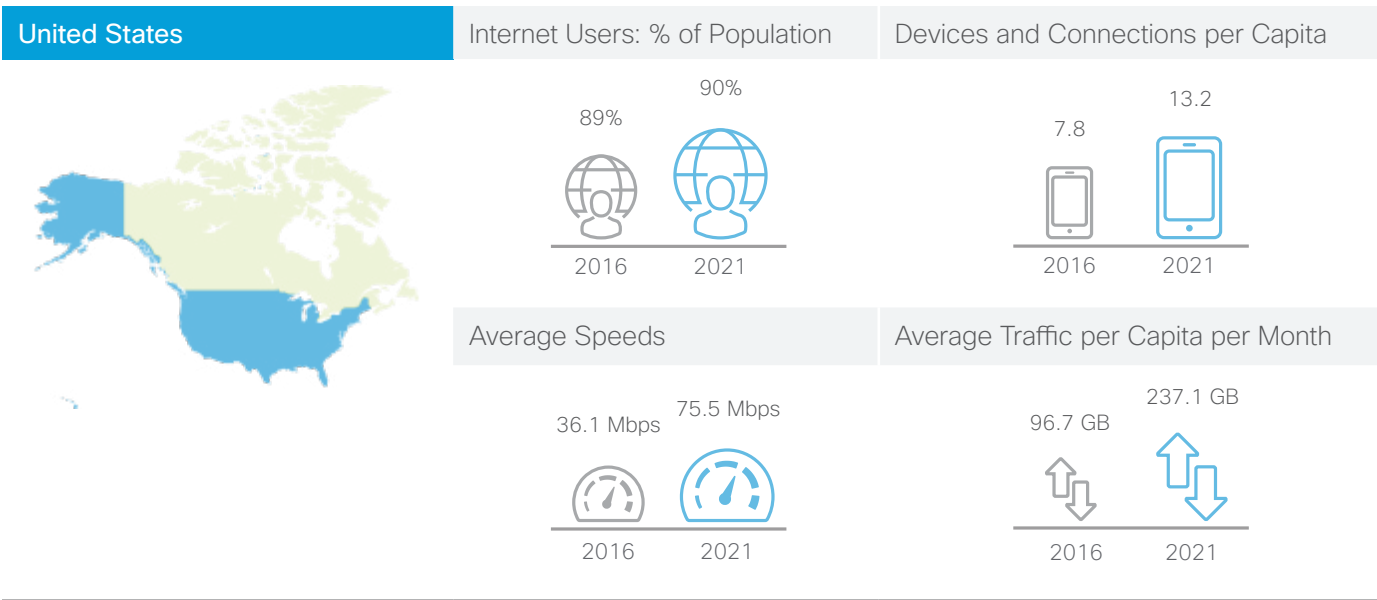 United States
Internet Users: % of Population
89%
90%
2016
2021
Devices and Connections per Capita
7.8
13.2
2016
2021
Average Speeds
36.1 Mbps
75.5 Mbps
2016
2021
Average Traffic per Capita per Month
96.7 GB
237.1 GB
2016
2021